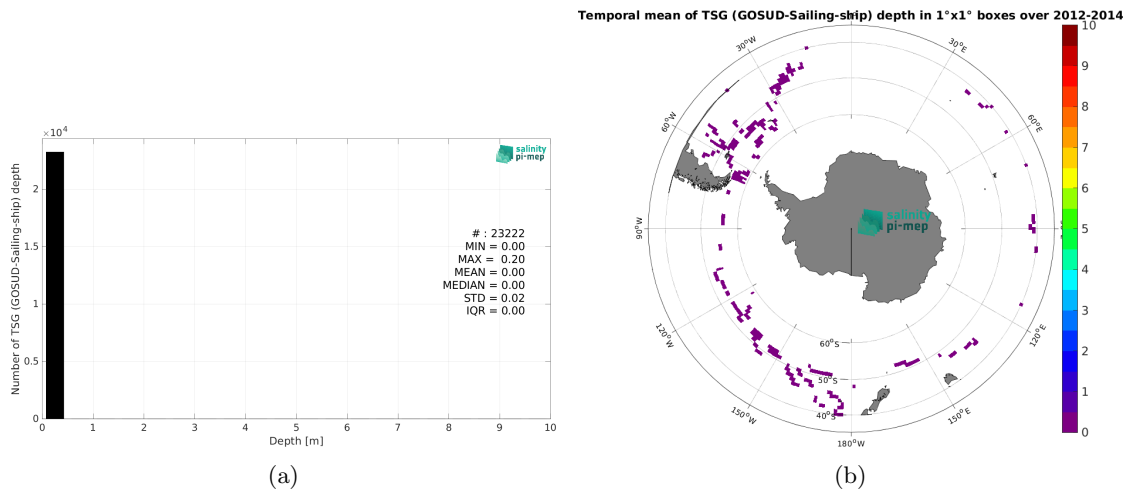 Temporal mean of TSG (GOSUD-Sailing-ship) depth in 1°x1° boxes over 2012-2014
×10^4
Number of TSG (GOSUD-Sailing-ship) depth
2
1.5
1
0.5
0
salinity
pi-mep
# : 23222
MIN = 0.00
MAX = 0.20
MEAN = 0.00
MEDIAN = 0.00
STD = 0.02
IQR = 0.00
0 1 2 3 4 5 6 7 8 9 10
Depth [m]
(a)
30°W
30°E
60°W
60°E
90°W
120°W
120°E
150°W
150°E
180°W
60°S
50°S
40°S
salinity
pi-mep
10
9
8
7
6
5
4
3
2
1
0
(b)